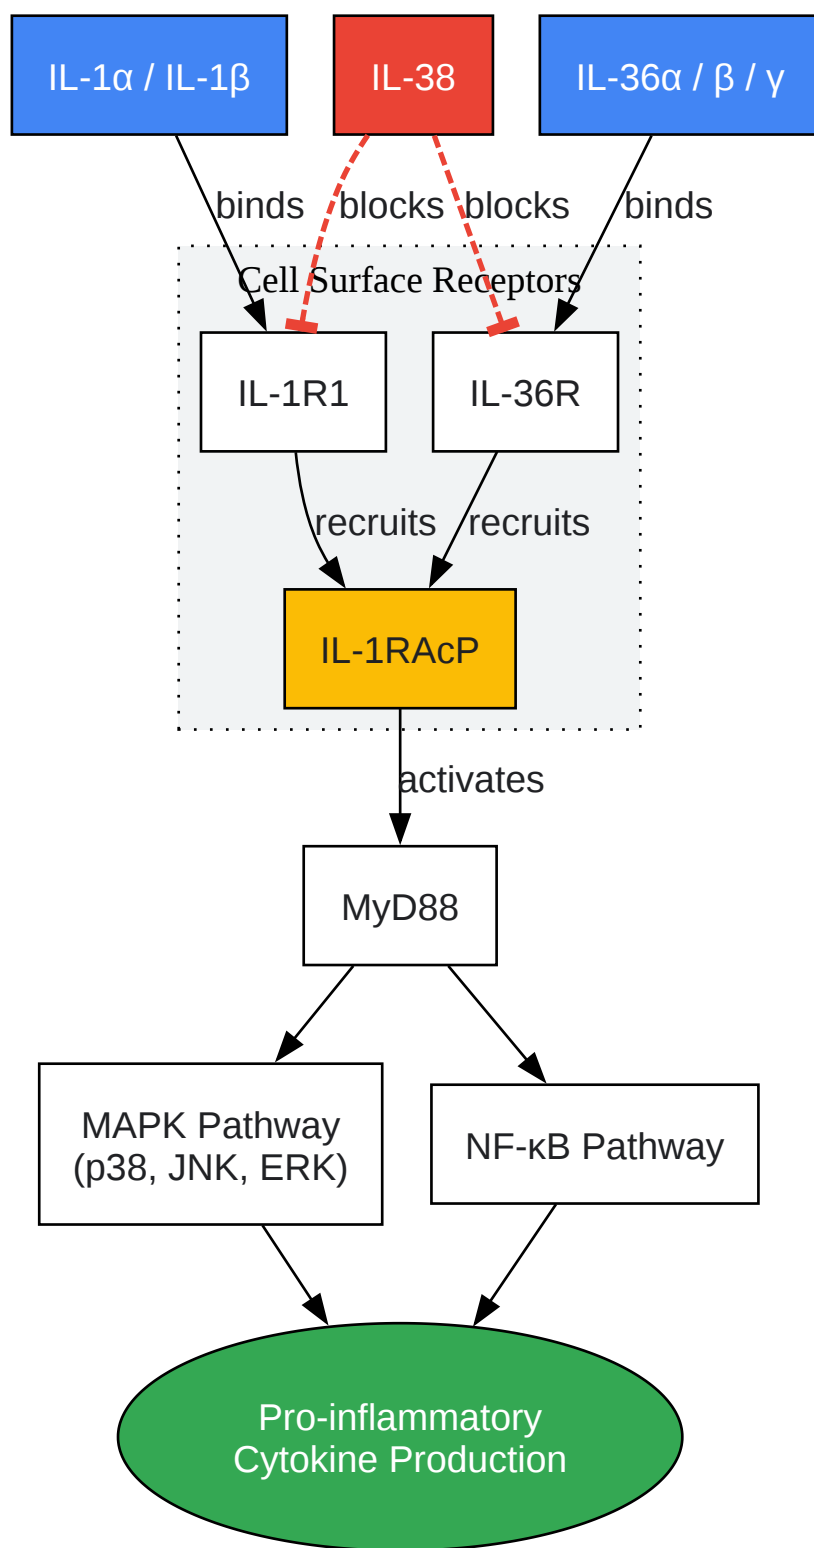 IL-1α / IL-1β
IL-38
IL-36α / β / γ
binds
blocks
blocks
binds
Cell Surface Receptors
IL-1R1
IL-36R
recruits
recruits
IL-1RAcP
activates
MyD88
MAPK Pathway
(p38, JNK, ERK)
NF-κB Pathway
Pro-inflammatory
Cytokine Production